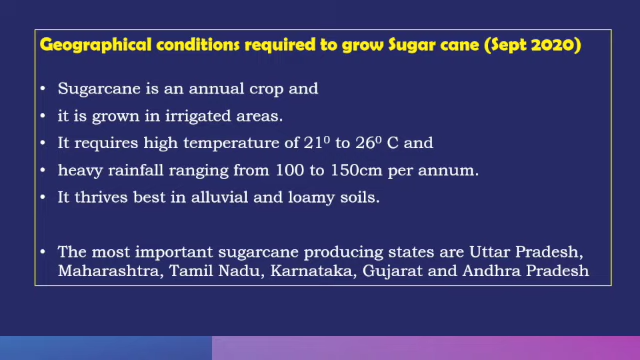 Geographical conditions required to grow Sugar cane (Sept 2020)
• Sugarcane is an annual crop and
• it is grown in irrigated areas.
• It requires high temperature of 21⁰ to 26⁰ C and
• heavy rainfall ranging from 100 to 150cm per annum.
• It thrives best in alluvial and loamy soils.
• The most important sugarcane producing states are Uttar Pradesh,
Maharashtra, Tamil Nadu, Karnataka, Gujarat and Andhra Pradesh